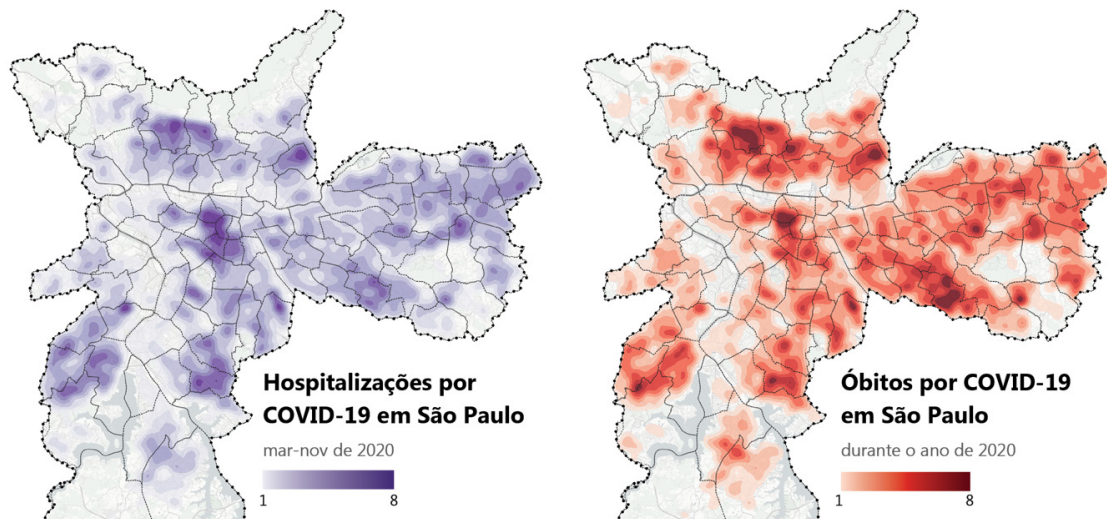 Hospitalizações por
COVID-19 em São Paulo
mar-nov de 2020
1 8
Óbitos por COVID-19
em São Paulo
durante o ano de 2020
1 8